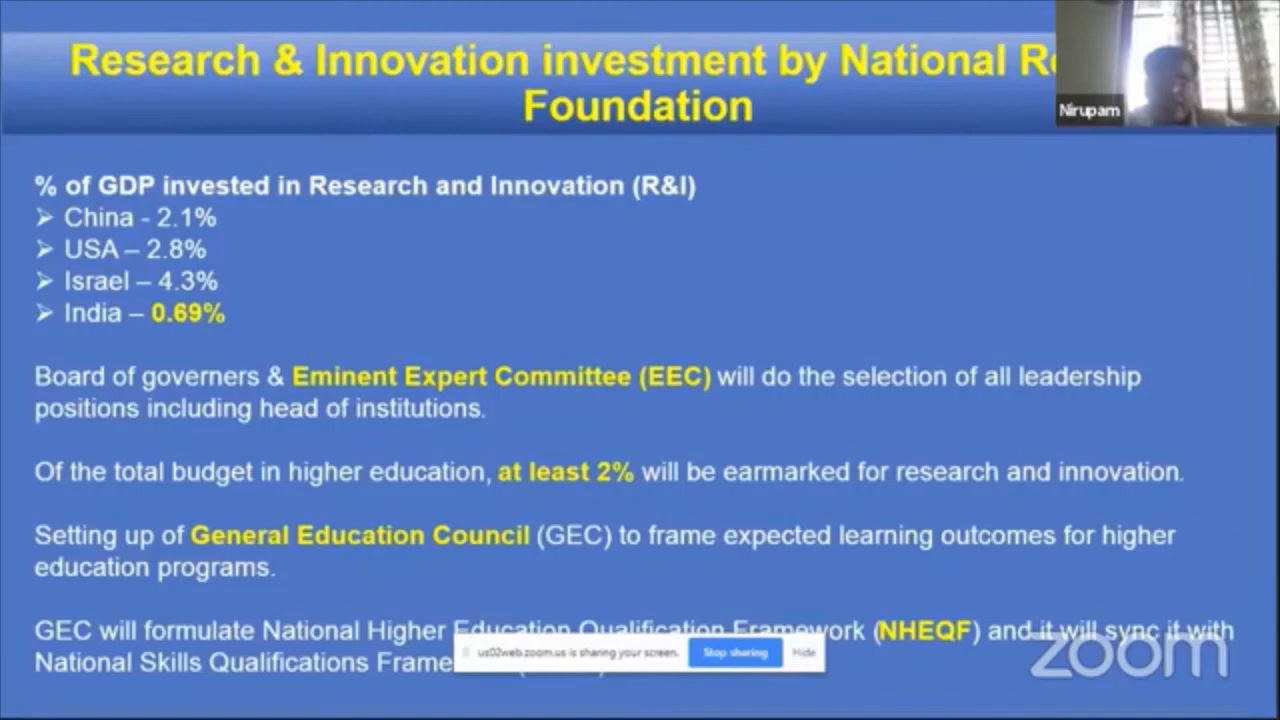 Research & Innovation investment by National
Foundation
Nirupam
% of GDP invested in Research and Innovation (R&I)
➢ China - 2.1%
➢ USA – 2.8%
➢ Israel – 4.3%
➢ India – 0.69%
Board of governers & Eminent Expert Committee (EEC) will do the selection of all leadership
positions including head of institutions.
Of the total budget in higher education, at least 2% will be earmarked for research and innovation.
Setting up of General Education Council (GEC) to frame expected learning outcomes for higher
education programs.
GEC will formulate National Higher Education Qualification Framework (NHEQF) and it will sync it with
National Skills Qualifications
us02web.zoom.us is sharing your screen. Stop sharing Hide
zoom